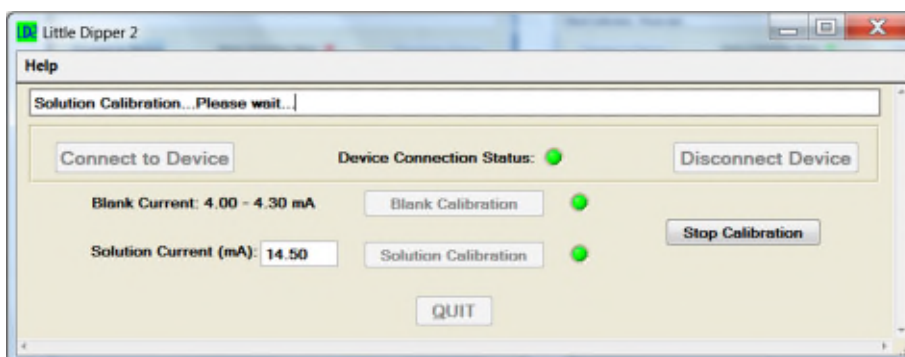 Little Dipper 2
Help
Solution Calibration...Please wait...
Connect to Device Device Connection Status: Disconnect Device
Blank Current: 4.00 - 4.30 mA Blank Calibration
Stop Calibration
Solution Current (mA): 14.50 Solution Calibration
QUIT